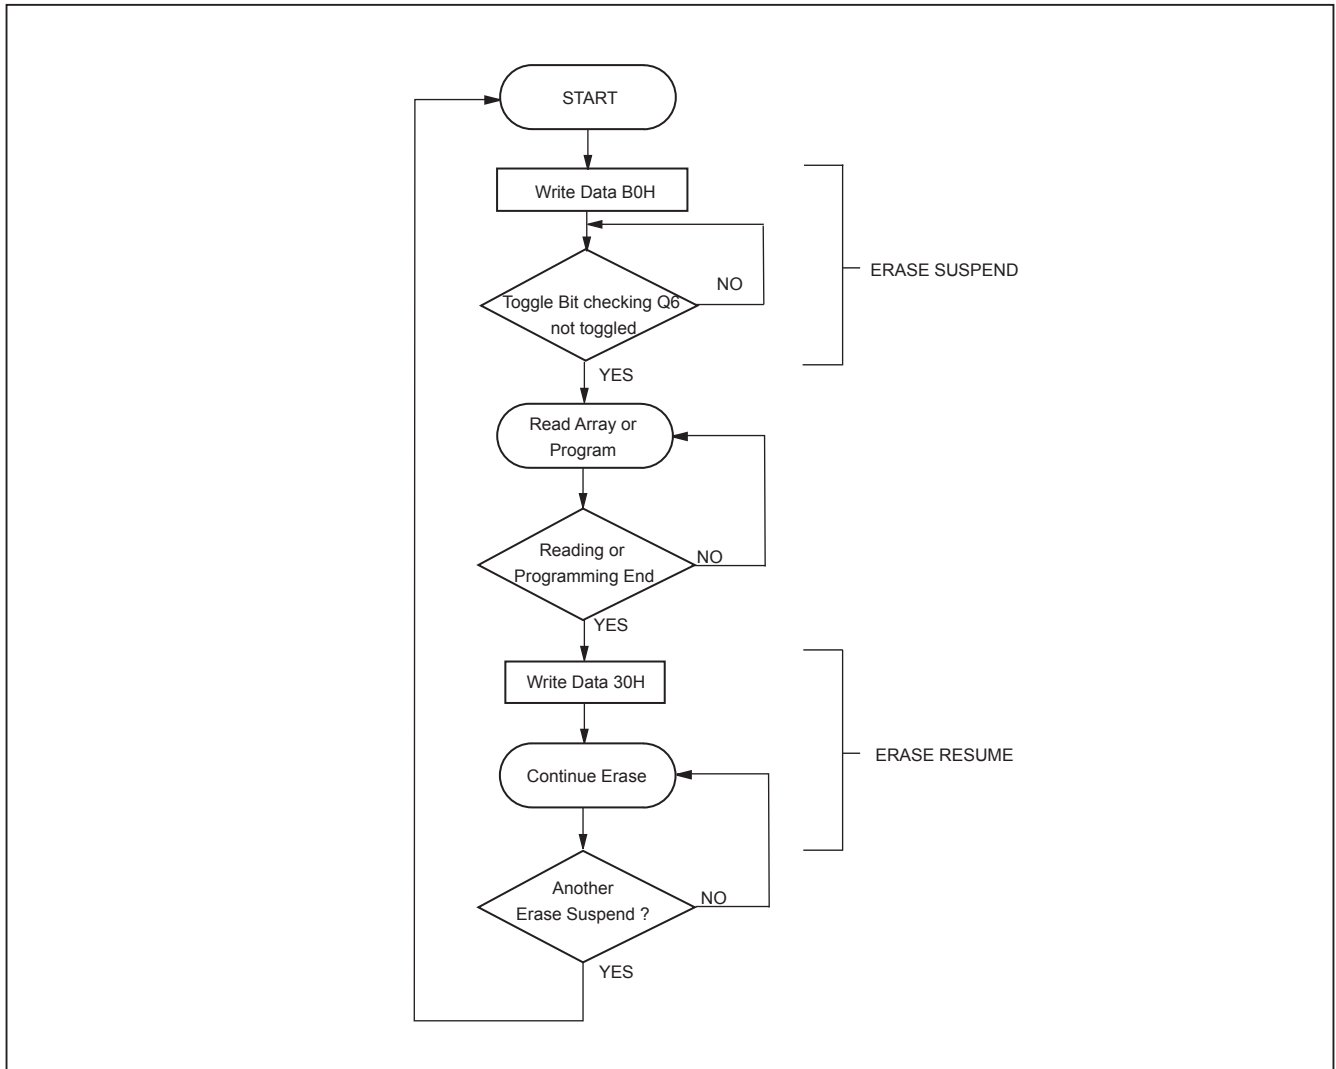 START
Write Data B0H
ERASE SUSPEND
NO
Toggle Bit checking Q6
not toggled
YES
Read Array or
Program
Reading or
Programming End
NO
YES
Write Data 30H
ERASE RESUME
Continue Erase
Another
Erase Suspend ?
NO
YES